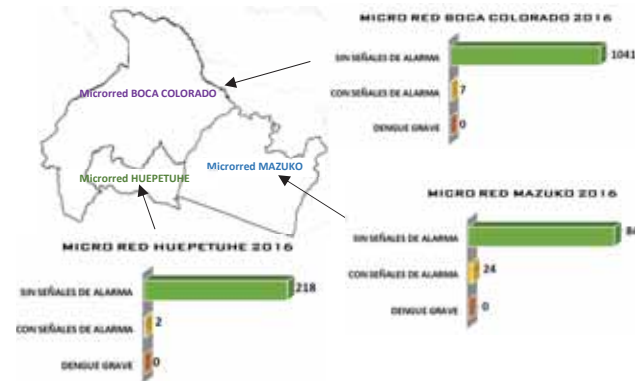 MICRO RED BOCA COLORADO 2016
SIN SEÑALES DE ALARMA 1041
CON SEÑALES DE ALARMA 7
DENGUE GRAVE 0
Microrred BOCA COLORADO
Microrred MAZUKO
Microrred HUEPETUHE
MICRO RED MAZUKO 2016
SIN SEÑALES DE ALARMA
CON SEÑALES DE ALARMA 24
DENGUE GRAVE 0
MICRO RED HUEPETUHE 2016
SIN SEÑALES DE ALARMA 218
CON SEÑALES DE ALARMA 2
DENGUE GRAVE 0